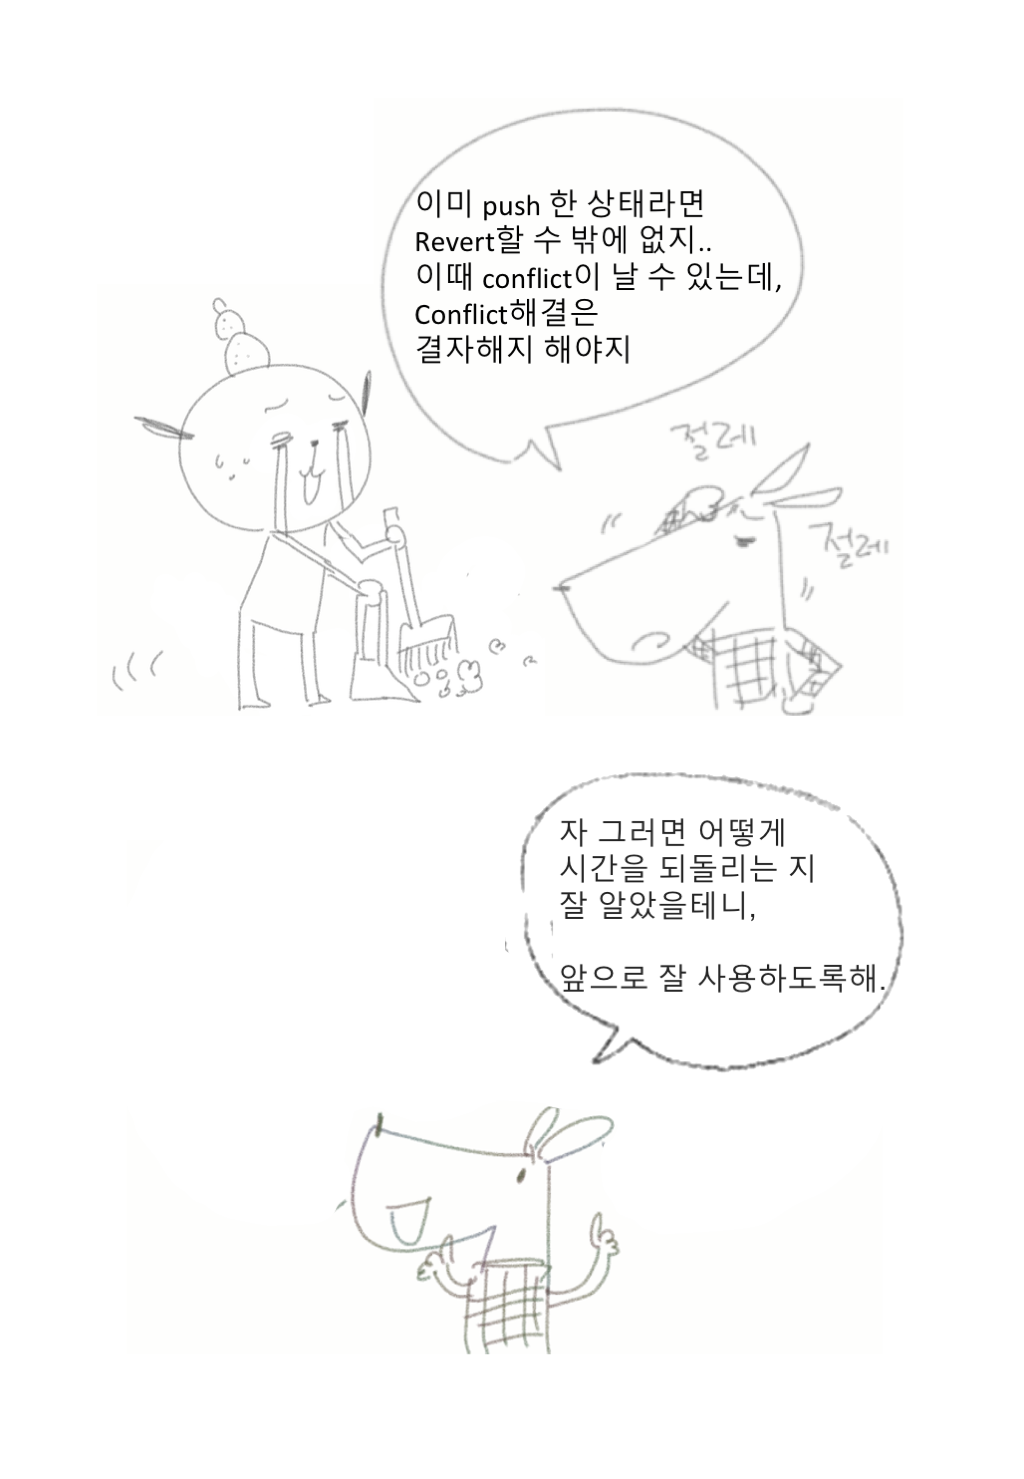 이미 push 한 상태라면
Revert할 수 밖에 없지..
이때 conflict이 날 수 있는데,
Conflict해결은
결자해지 해야지
절레
절레
자 그러면 어떻게
시간을 되돌리는 지
잘 알았을테니,
앞으로 잘 사용하도록해.